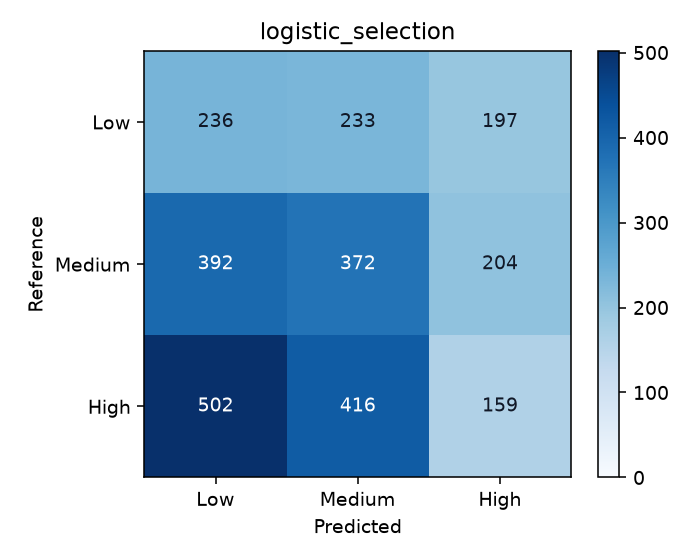 logistic_selection
500
Low 236 233 197
400
300
Reference
Medium 392 372 204
200
100
High 502 416 159
0
Low Medium High
Predicted